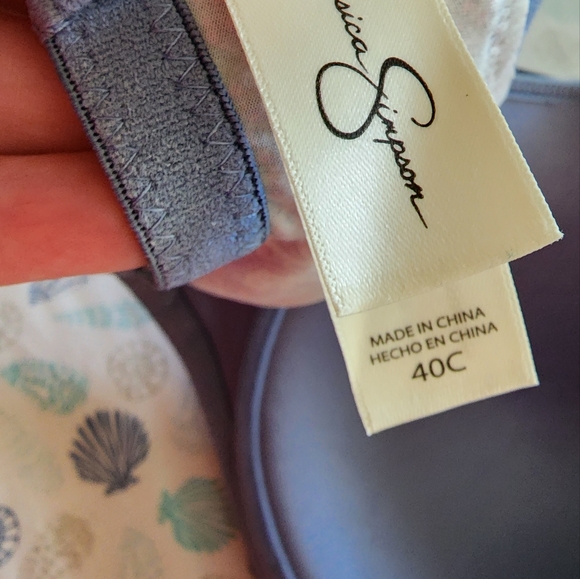 sica
Simpson
MADE IN CHINA
HECHO EN CHINA
40C